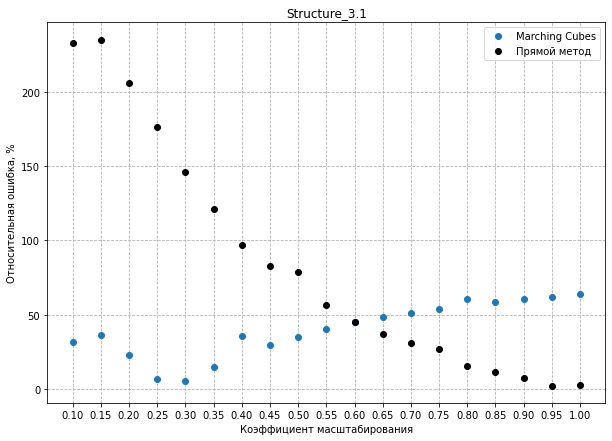 Structure_3.1
Marching Cubes
Прямой метод
Относительная ошибка, %
200
150
100
50
0
0.10 0.15 0.20 0.25 0.30 0.35 0.40 0.45 0.50 0.55 0.60 0.65 0.70 0.75 0.80 0.85 0.90 0.95 1.00
Коэффициент масштабирования